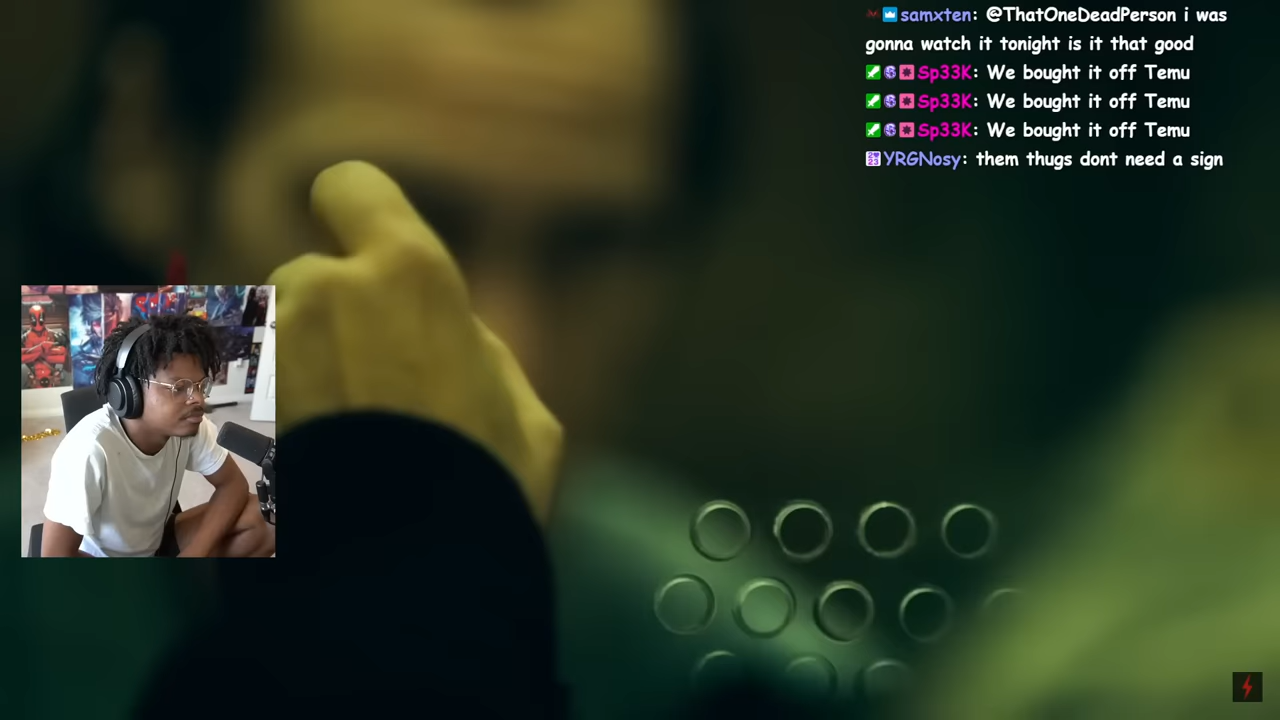 samxten: @ThatOneDeadPerson i was
gonna watch it tonight is it that good
Sp33K: We bought it off Temu
Sp33K: We bought it off Temu
Sp33K: We bought it off Temu
YRGNosy: them thugs dont need a sign